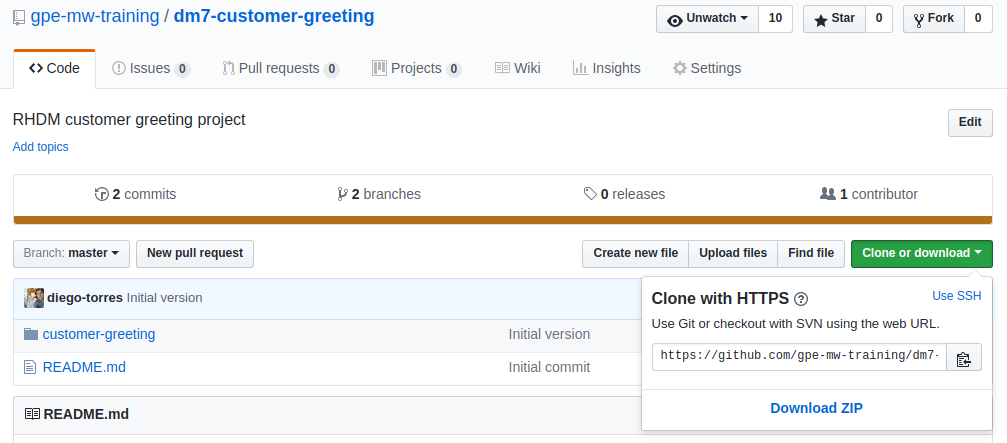 gpe-mw-training / dm7-customer-greeting Unwatch 10 Star 0 Fork 0
Code Issues 0 Pull requests 0 Projects 0 Wiki Insights Settings
RHDM customer greeting project Edit
Add topics
2 commits 2 branches 0 releases 1 contributor
Branch: master New pull request Create new file Upload files Find file Clone or download
diego-torres Initial version
customer-greeting Initial version
README.md Initial commit
README.md
Clone with HTTPS Use SSH
Use Git or checkout with SVN using the web URL.
https://github.com/gpe-mw-training/dm7-
Download ZIP